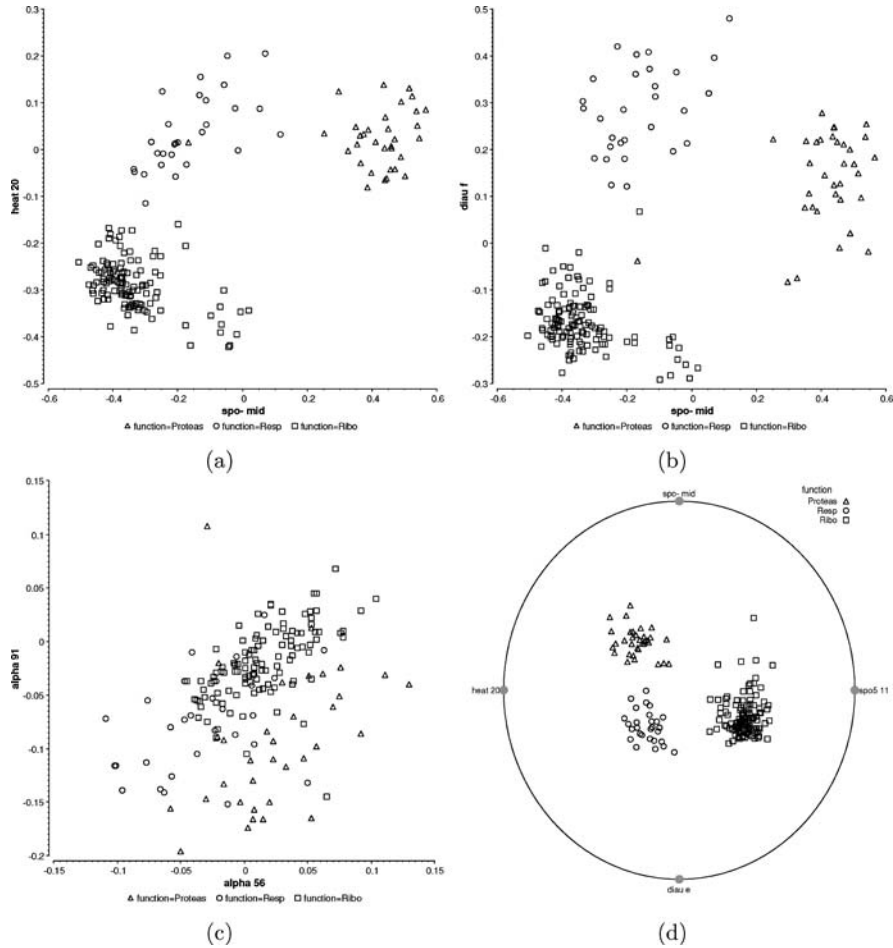 0.3
0.2
0.1
0
-0.1
-0.2
-0.3
-0.4
-0.5
heat 20
-0.6 -0.4 -0.2 0 0.2 0.4 0.6
spo- mid
function=Proteas function=Resp function=Ribo
(a)
0.5
0.4
0.3
0.2
0.1
0
-0.1
-0.2
-0.3
diau f
-0.6 -0.4 -0.2 0 0.2 0.4 0.6
spo- mid
function=Proteas function=Resp function=Ribo
(b)
0.15
0.1
0.05
0
-0.05
-0.1
-0.15
-0.2
alpha 91
-0.15 -0.1 -0.05 0 0.05 0.1 0.15
alpha 56
function=Proteas function=Resp function=Ribo
(c)
spo- mid
function
Proteas
Resp
Ribo
heat 20
spo5 11
diau e
(d)